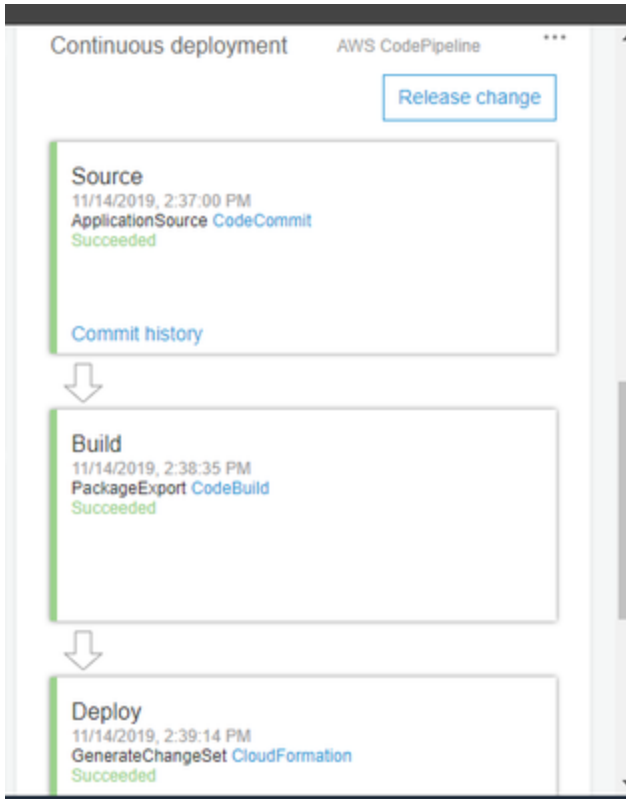 Continuous deployment AWS CodePipeline ...
Release change
Source
11/14/2019, 2:37:00 PM
ApplicationSource CodeCommit
Succeeded
Commit history
Build
11/14/2019, 2:38:35 PM
PackageExport CodeBuild
Succeeded
Deploy
11/14/2019, 2:39:14 PM
GenerateChangeSet CloudFormation
Succeeded